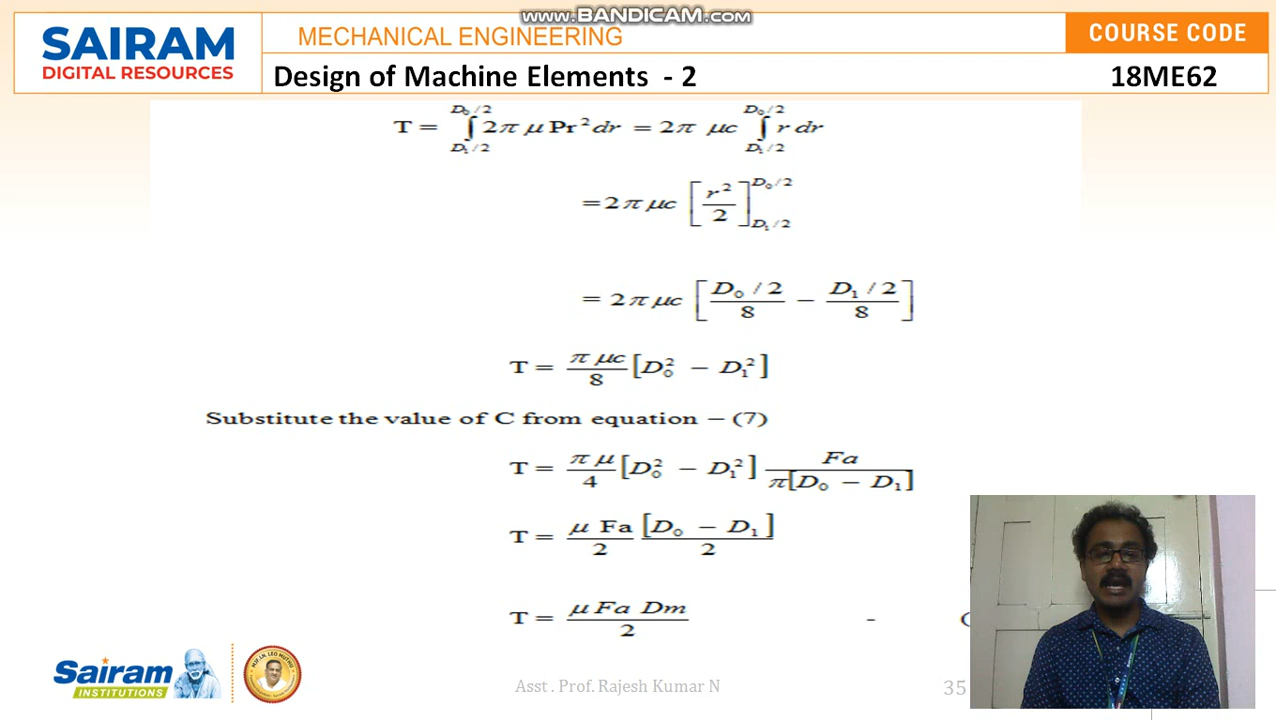 www.BANDICAM.com
SAIRAM
DIGITAL RESOURCES
MECHANICAL ENGINEERING
COURSE CODE
Design of Machine Elements - 2
18ME62
T = ∫_{D₁/2}^{D₀/2} 2π μ Pr² dr = 2π μc ∫_{D₁/2}^{D₀/2} r dr
= 2π μc [r²/2]_{D₁/2}^{D₀/2}
= 2π μc [(D₀/2)/8 − (D₁/2)/8]
T = (π μc)/8 [D₀² − D₁²]
Substitute the value of C from equation – (7)
T = (π μ)/4 [D₀² − D₁²] Fa/(π[D₀ − D₁])
T = (μ Fa)/2 [D₀ − D₁]/2
T = (μ Fa Dm)/2 -
Sairam
INSTITUTIONS
Asst . Prof. Rajesh Kumar N
35